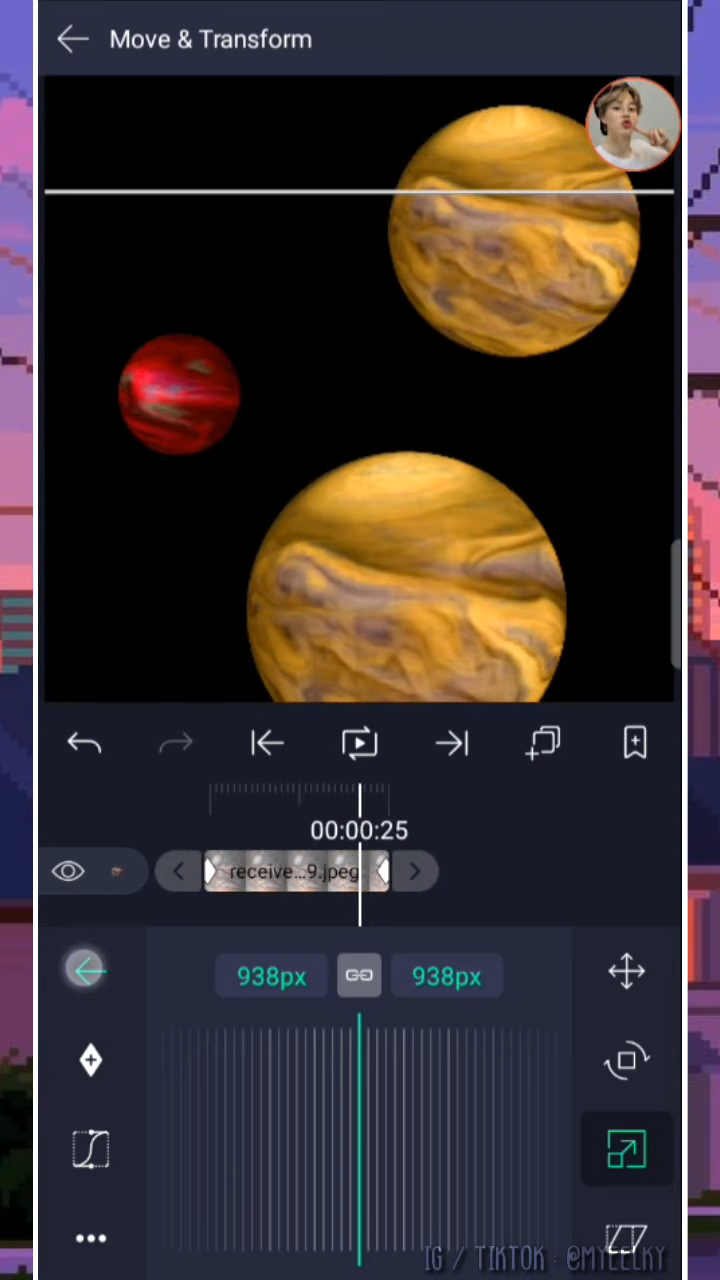 Move & Transform
00:00:25
receive...9.jpeg
938px
938px
IG / TIKTOK : @MYEELKY